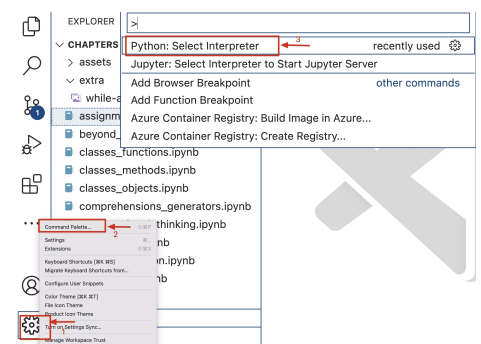 EXPLORER
>
CHAPTERS
> assets
extra
while-a
assignm
beyond_
classes_functions.ipynb
classes_methods.ipynb
classes_objects.ipynb
comprehensions_generators.ipynb
thinking.ipynb
nb
on.ipynb
nb
Python: Select Interpreter
3
recently used
Jupyter: Select Interpreter to Start Jupyter Server
Add Browser Breakpoint
other commands
Add Function Breakpoint
Azure Container Registry: Build Image in Azure...
Azure Container Registry: Create Registry...
1
Command Palette... ⇧⌘P
2
Settings ⌘,
Extensions ⇧⌘X
Keyboard Shortcuts [⌘K ⌘S]
Migrate Keyboard Shortcuts from...
Configure User Snippets
Color Theme [⌘K ⌘T]
File Icon Theme
Product Icon Theme
Turn on Settings Sync...
1
Manage Workspace Trust